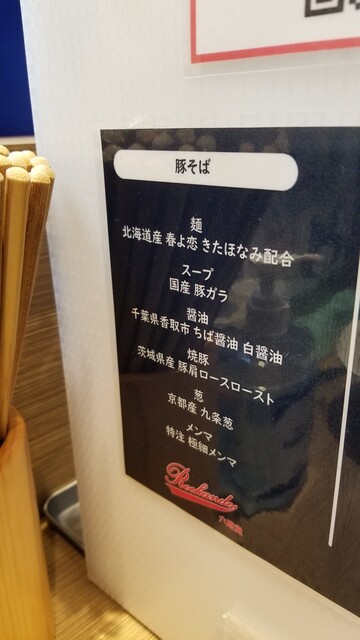 豚そば
麺
北海道産 春よ恋 きたほなみ配合
スープ
国産 豚ガラ
醤油
千葉県香取市 ちば醤油 白醤油
焼豚
茨城県産 豚肩ロースロースト
葱
京都産 九条葱
メンマ
特注 極細メンマ